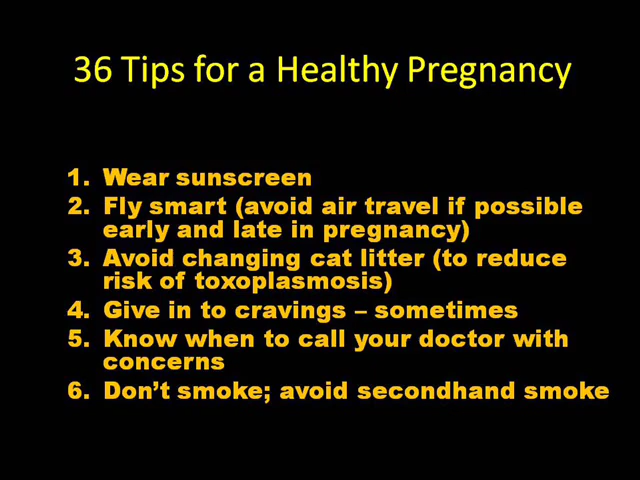 36 Tips for a Healthy Pregnancy
1. Wear sunscreen
2. Fly smart (avoid air travel if possible
early and late in pregnancy)
3. Avoid changing cat litter (to reduce
risk of toxoplasmosis)
4. Give in to cravings – sometimes
5. Know when to call your doctor with
concerns
6. Don’t smoke; avoid secondhand smoke